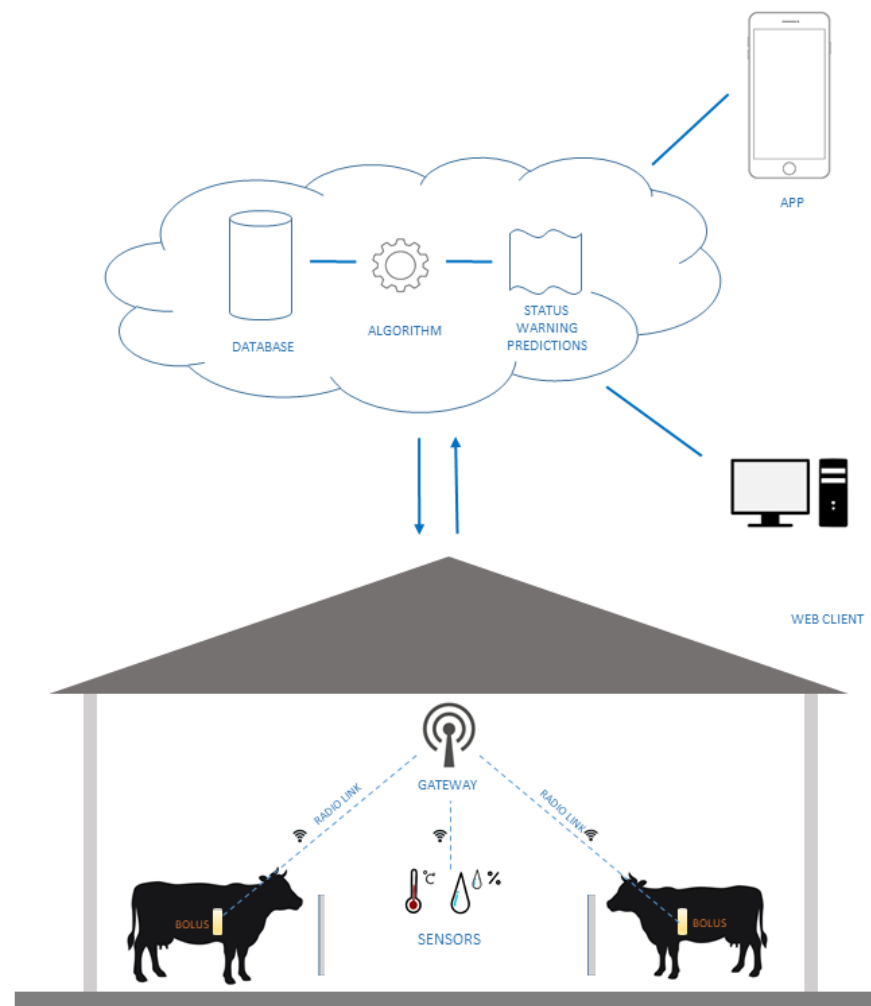 APP
DATABASE
ALGORITHM
STATUS
WARNING
PREDICTIONS
WEB CLIENT
GATEWAY
RADIO LINK
RADIO LINK
°C
%
BOLUS
BOLUS
SENSORS